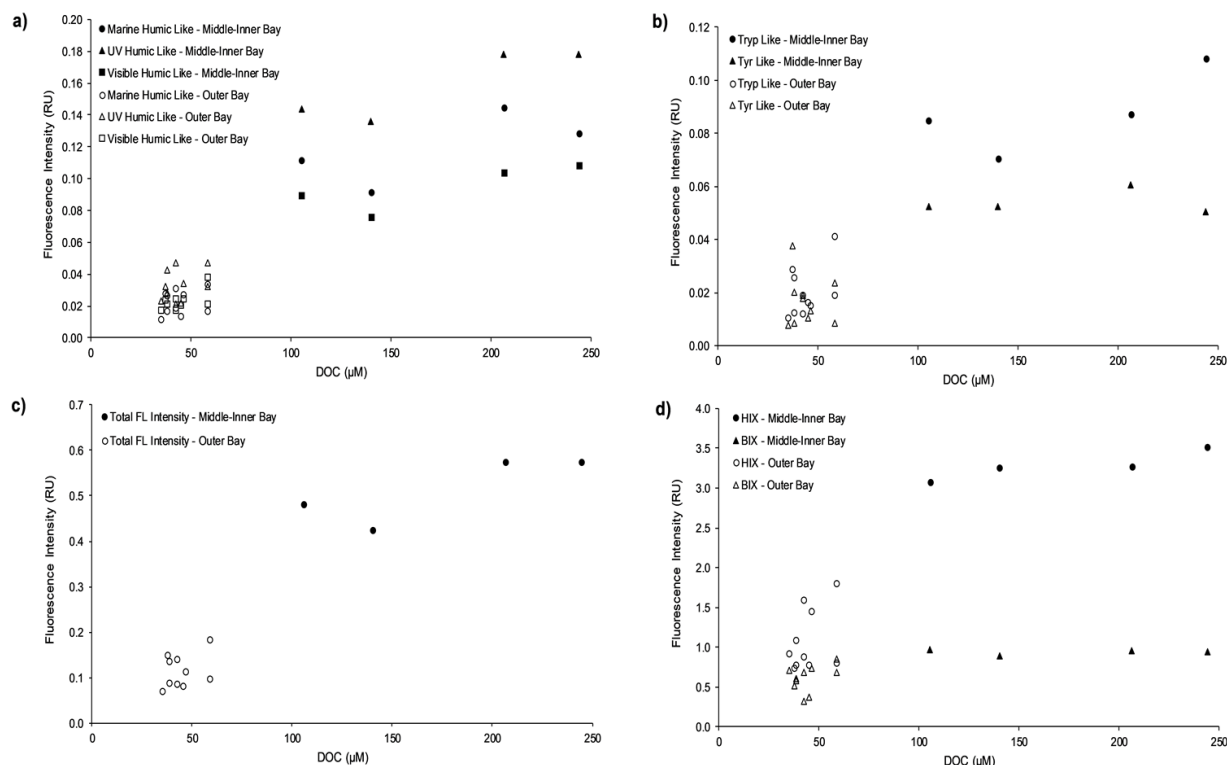 a)
Marine Humic Like - Middle-Inner Bay
UV Humic Like - Middle-Inner Bay
Visible Humic Like - Middle-Inner Bay
Marine Humic Like - Outer Bay
UV Humic Like - Outer Bay
Visible Humic Like - Outer Bay
Fluorescence Intensity (RU)
0.20
0.18
0.16
0.14
0.12
0.10
0.08
0.06
0.04
0.02
0.00
0 50 100 150 200 250
DOC (µM)
b)
Tryp Like - Middle-Inner Bay
Tyr Like - Middle-Inner Bay
Tryp Like - Outer Bay
Tyr Like - Outer Bay
Fluorescence Intensity (RU)
0.12
0.10
0.08
0.06
0.04
0.02
0.00
0 50 100 150 200 250
DOC (µM)
c)
Total FL Intensity - Middle-Inner Bay
Total FL Intensity - Outer Bay
Fluorescence Intensity (RU)
0.7
0.6
0.5
0.4
0.3
0.2
0.1
0.0
0 50 100 150 200 250
DOC (µM)
d)
HIX - Middle-Inner Bay
BIX - Middle-Inner Bay
HIX - Outer Bay
BIX - Outer Bay
Fluorescence Intensity (RU)
4.0
3.5
3.0
2.5
2.0
1.5
1.0
0.5
0.0
0 50 100 150 200 250
DOC (µM)